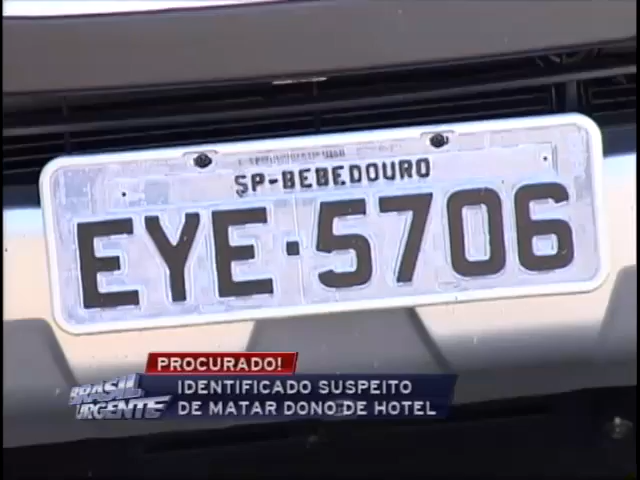 SP-BEBEDOURO
EYE·5706
PROCURADO!
BRASIL
URGENTE
IDENTIFICADO SUSPEITO
DE MATAR DONO DE HOTEL